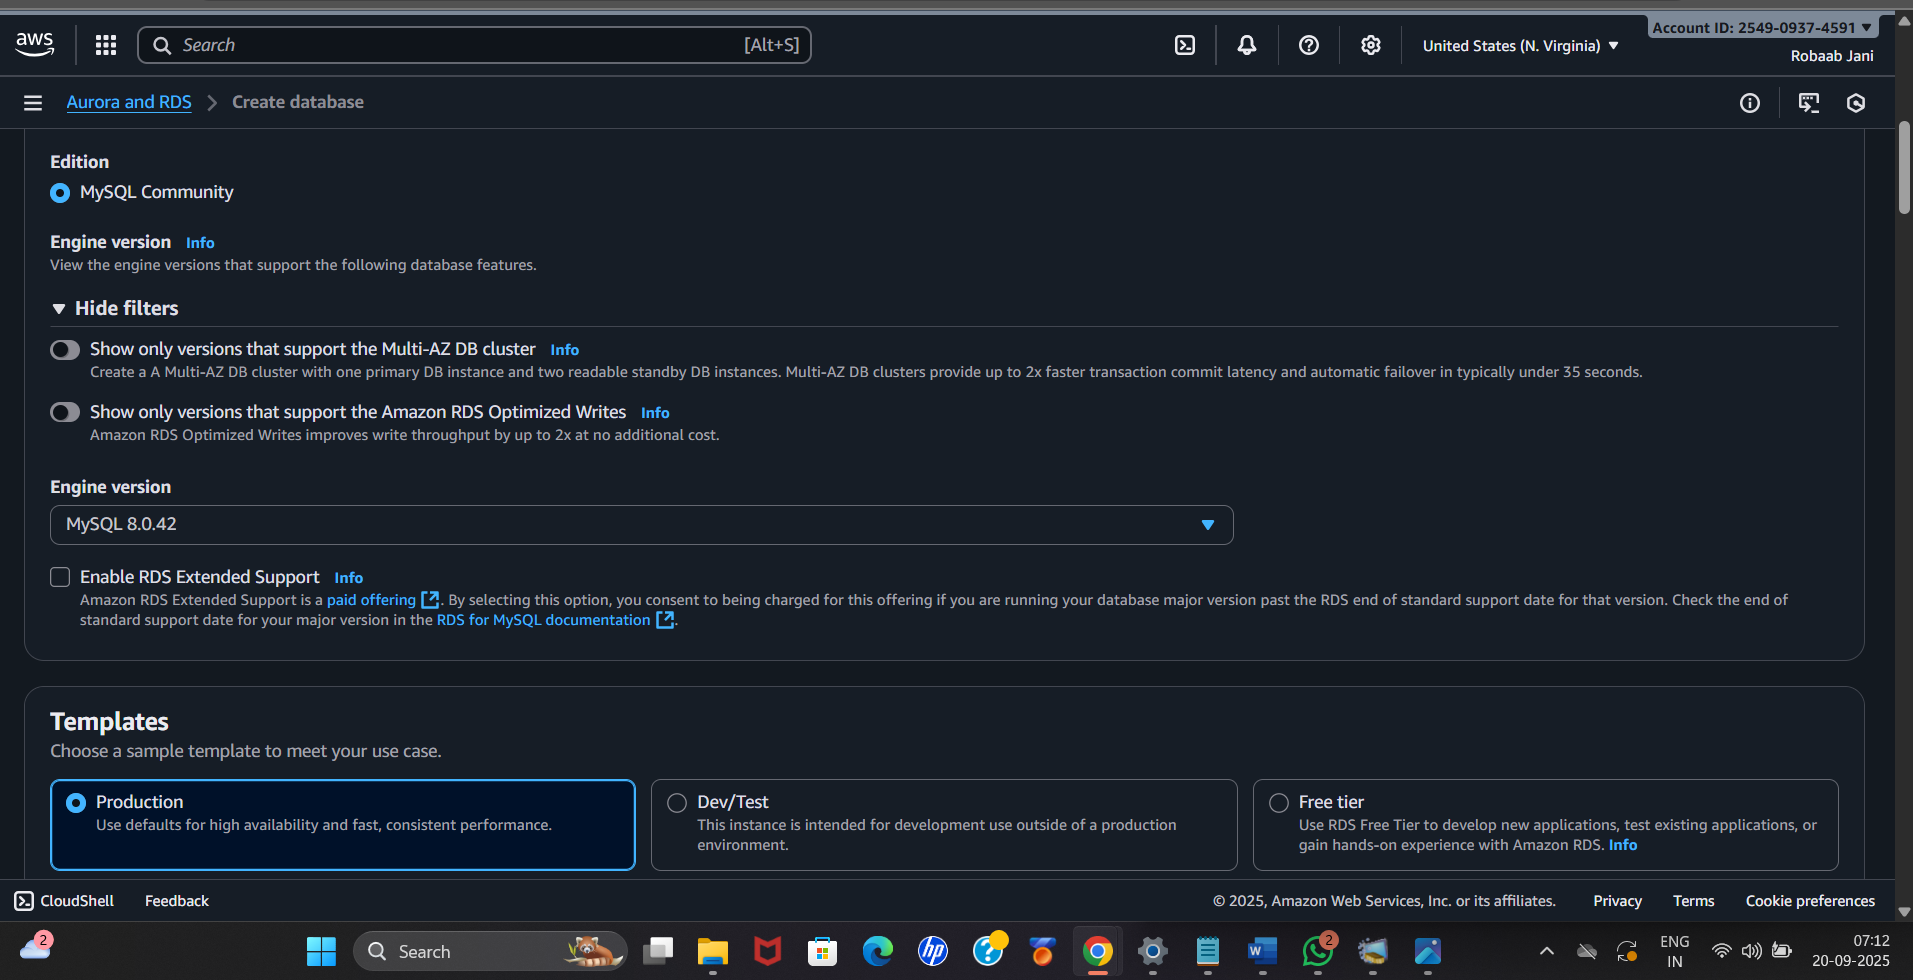 aws
Search
[Alt+S]
United States (N. Virginia)
Account ID: 2549-0937-4591
Robaab Jani
Aurora and RDS
Create database
Edition
MySQL Community
Engine version Info
View the engine versions that support the following database features.
Hide filters
Show only versions that support the Multi-AZ DB cluster Info
Create a A Multi-AZ DB cluster with one primary DB instance and two readable standby DB instances. Multi-AZ DB clusters provide up to 2x faster transaction commit latency and automatic failover in typically under 35 seconds.
Show only versions that support the Amazon RDS Optimized Writes Info
Amazon RDS Optimized Writes improves write throughput by up to 2x at no additional cost.
Engine version
MySQL 8.0.42
Enable RDS Extended Support Info
Amazon RDS Extended Support is a paid offering. By selecting this option, you consent to being charged for this offering if you are running your database major version past the RDS end of standard support date for that version. Check the end of
standard support date for your major version in the RDS for MySQL documentation.
Templates
Choose a sample template to meet your use case.
Production
Use defaults for high availability and fast, consistent performance.
Dev/Test
This instance is intended for development use outside of a production
environment.
Free tier
Use RDS Free Tier to develop new applications, test existing applications, or
gain hands-on experience with Amazon RDS. Info
CloudShell
Feedback
© 2025, Amazon Web Services, Inc. or its affiliates.
Privacy
Terms
Cookie preferences
2
Search
hp
?
W
2
ENG
IN
07:12
20-09-2025